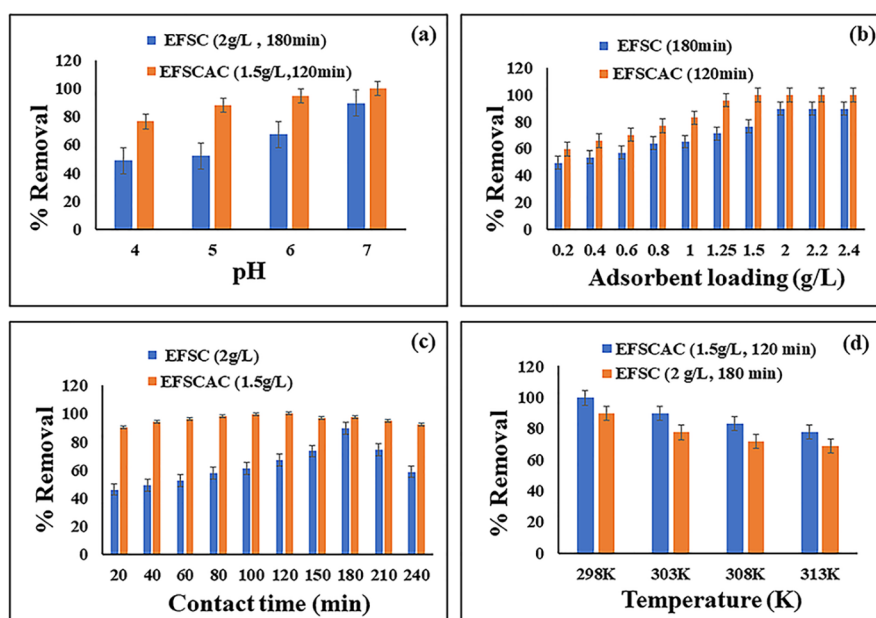 (a)
EFSC (2g/L , 180min)
EFSCAC (1.5g/L,120min)
120
100
80
60
40
20
0
% Removal
4 5 6 7
pH
(b)
EFSC (180min)
EFSCAC (120min)
120
100
80
60
40
20
0
% Removal
0.2 0.4 0.6 0.8 1 1.25 1.5 2 2.2 2.4
Adsorbent loading (g/L)
(c)
EFSC (2g/L)
EFSCAC (1.5g/L)
120
100
80
60
40
20
0
% Removal
20 40 60 80 100 120 150 180 210 240
Contact time (min)
(d)
EFSCAC (1.5g/L, 120 min)
EFSC (2 g/L, 180 min)
120
100
80
60
40
20
0
% Removal
298K 303K 308K 313K
Temperature (K)